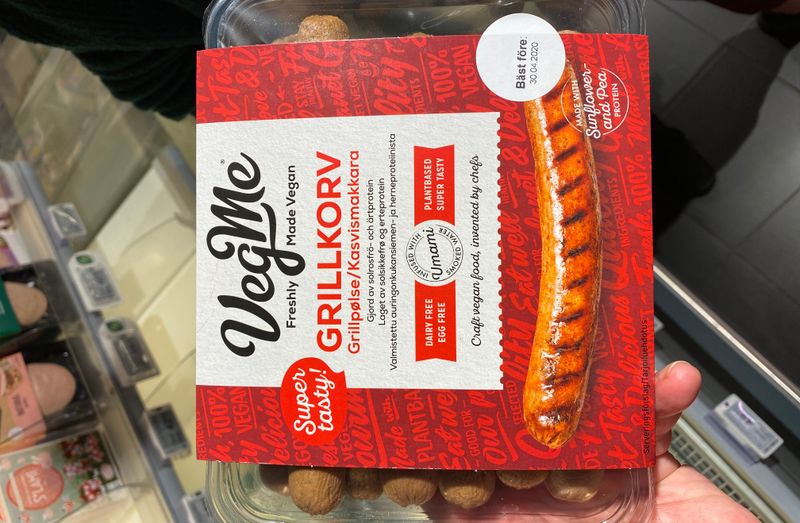 VegMe®
Freshly Made Vegan
GRILLKORV
Grillpølse/Kasvismakkara
Gjord av solrosfrö- och ärtprotein
Laget av solsikkefrø og erteprotein
Valmistettu auringonkukansiemen- ja herneproteiinista
DAIRY FREE
EGG FREE
INFUSED WITH
Umami
SMOKED WATER
PLANTBASED
SUPER TASTY
Craft vegan food, invented by chefs
Super
tasty!
Bäst före:
30.04.2020
MADE WITH
Sunflower-
and Pea
PROTEIN
Serveringsförslag/Tarjoiluehdotus